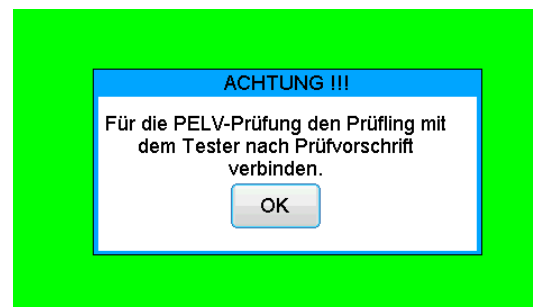 ACHTUNG !!!
Für die PELV-Prüfung den Prüfling mit
dem Tester nach Prüfvorschrift
verbinden.
OK